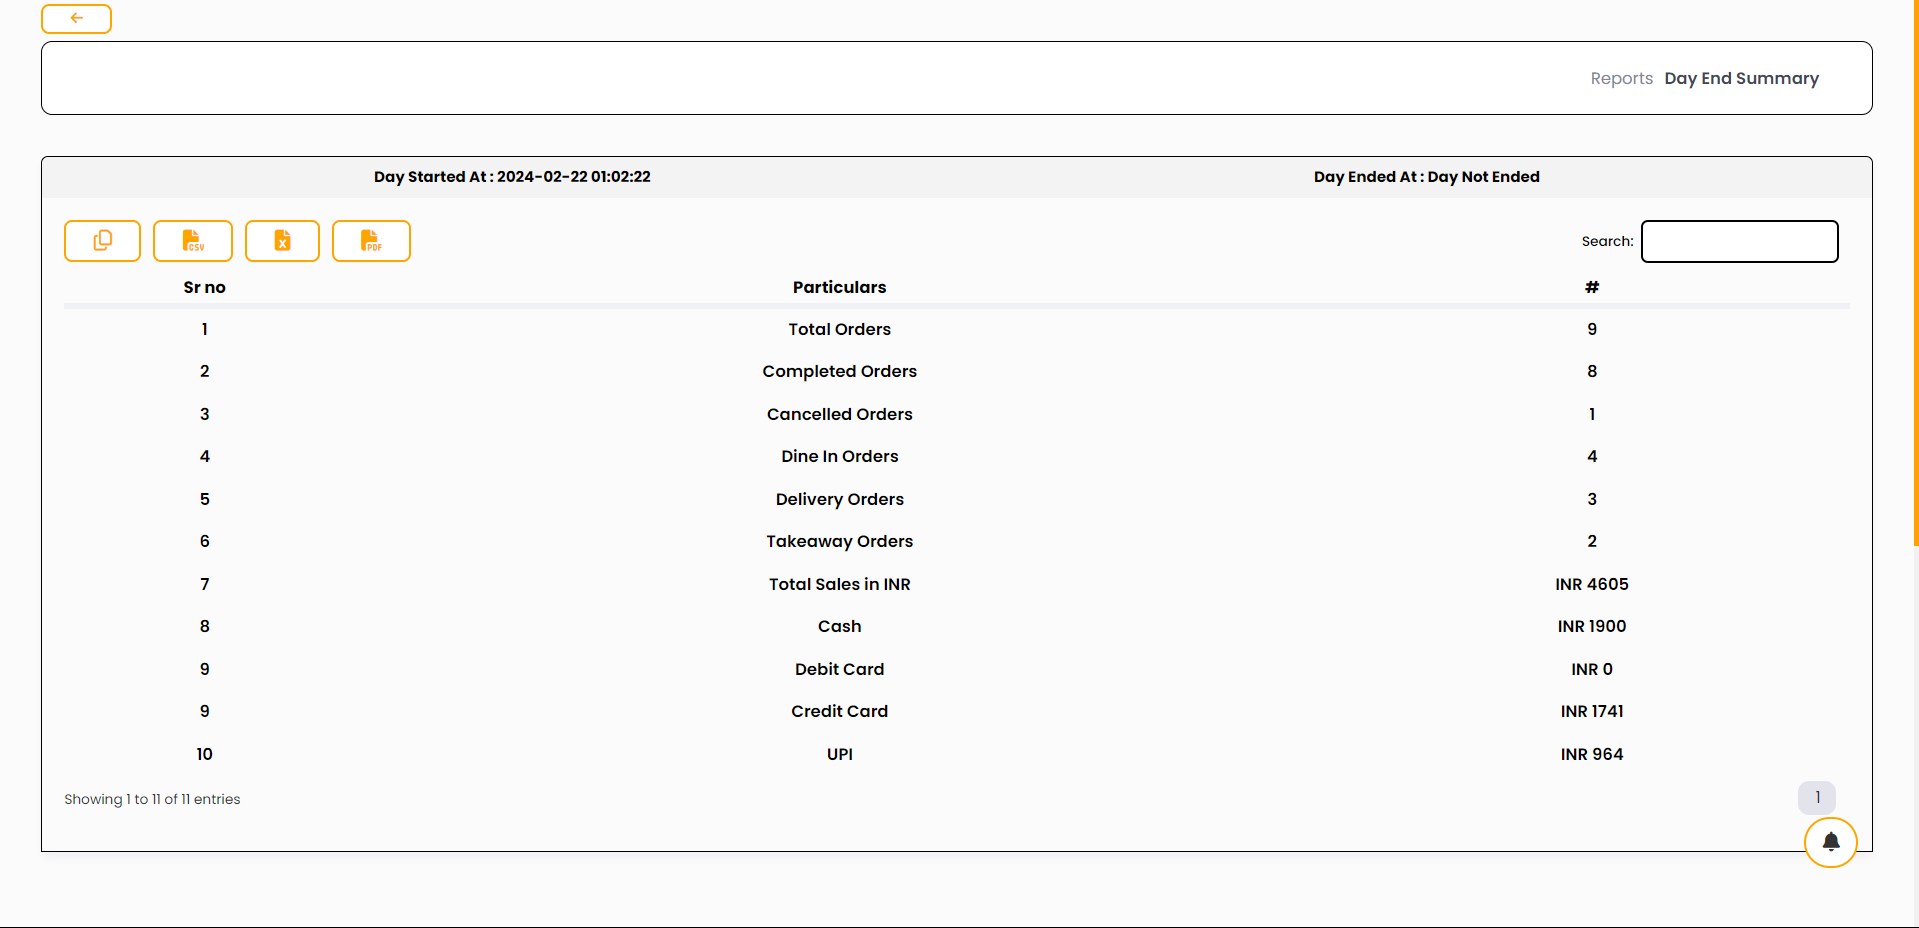 Reports Day End Summary
Day Started At : 2024-02-22 01:02:22 Day Ended At : Day Not Ended
CSV PDF Search:
Sr no Particulars #
1 Total Orders 9
2 Completed Orders 8
3 Cancelled Orders 1
4 Dine In Orders 4
5 Delivery Orders 3
6 Takeaway Orders 2
7 Total Sales in INR INR 4605
8 Cash INR 1900
9 Debit Card INR 0
9 Credit Card INR 1741
10 UPI INR 964
Showing 1 to 11 of 11 entries 1